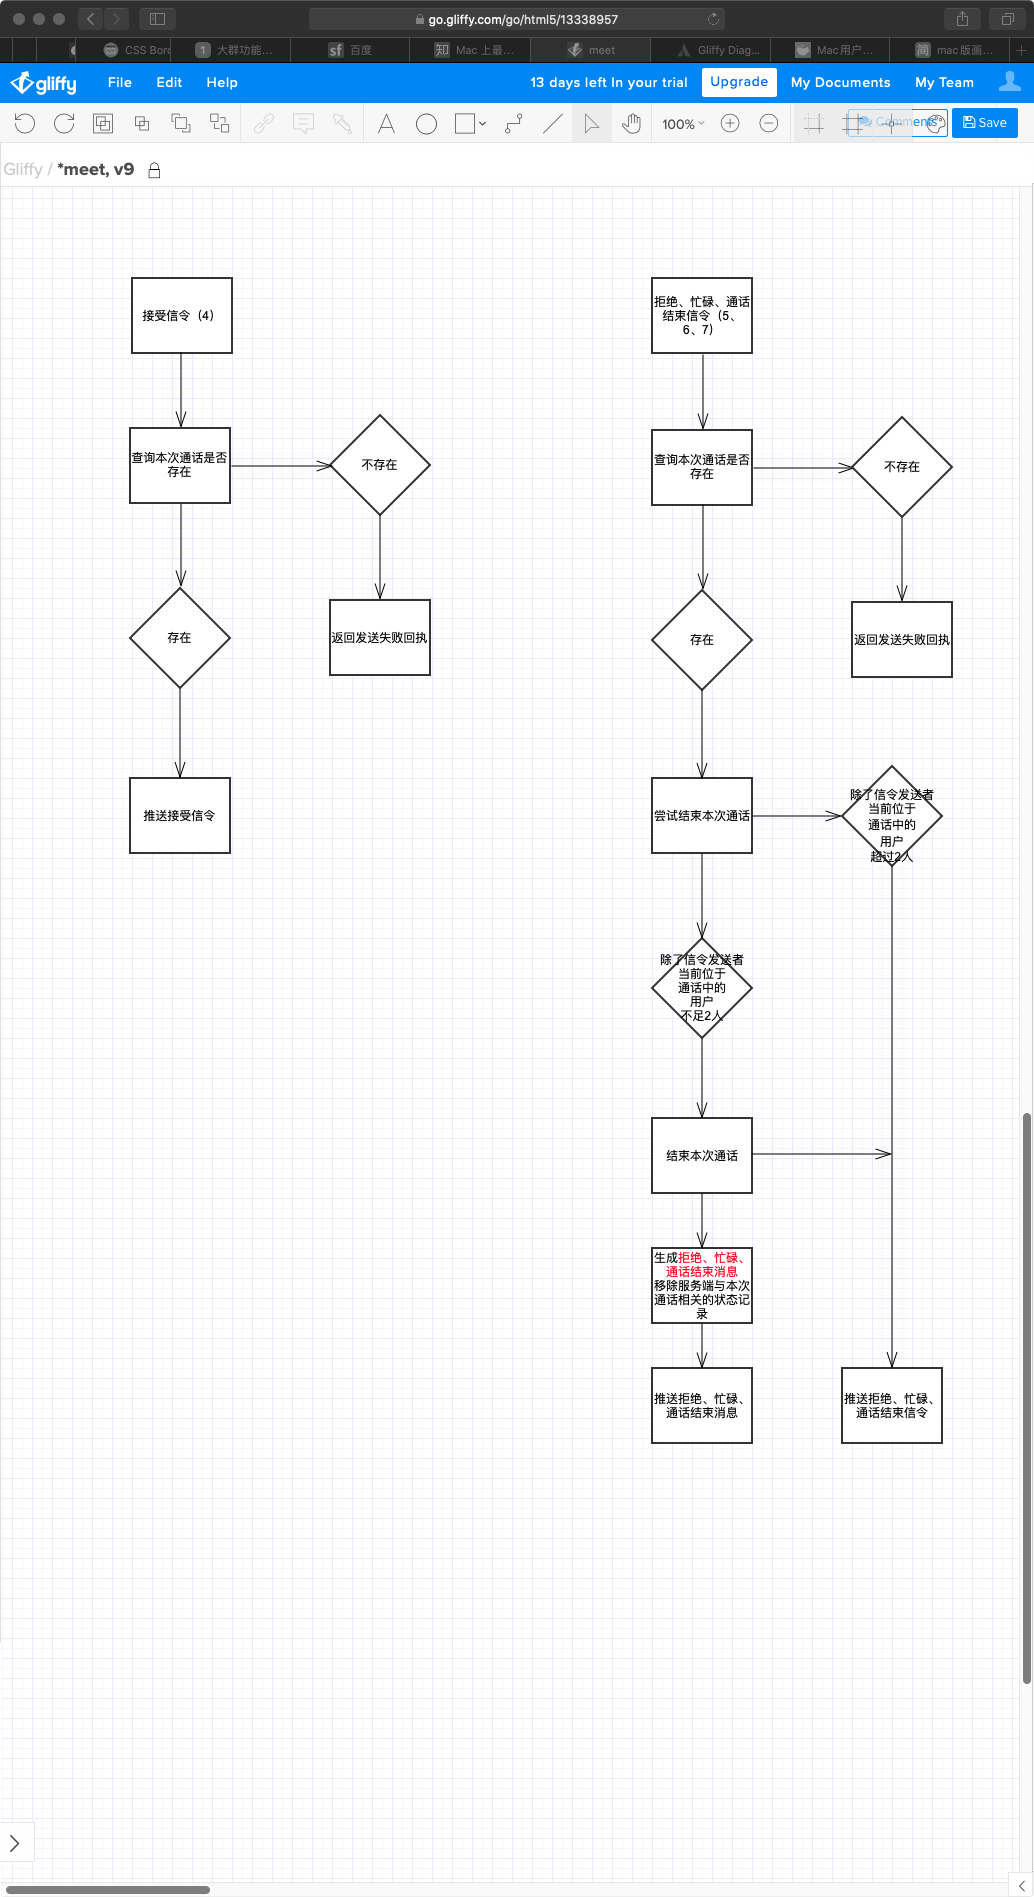 go.gliffy.com/go/html5/13338957
CSS Bord
大群功能...
百度
Mac 上最...
meet
Gliffy Diag...
Mac用户...
mac版画...
gliffy
File
Edit
Help
13 days left In your trial
Upgrade
My Documents
My Team
100%
Comments
Save
Gliffy / *meet, v9
接受信令（4）
查询本次通话是否
存在
不存在
存在
返回发送失败回执
推送接受信令
拒绝、忙碌、通话
结束信令（5、
6、7）
查询本次通话是否
存在
不存在
存在
返回发送失败回执
尝试结束本次通话
除了信令发送者
当前位于
通话中的
用户
超过2人
除了信令发送者
当前位于
通话中的
用户
不足2人
结束本次通话
生成拒绝、忙碌、
通话结束消息
移除服务端与本次
通话相关的状态记
录
推送拒绝、忙碌、
通话结束消息
推送拒绝、忙碌、
通话结束信令